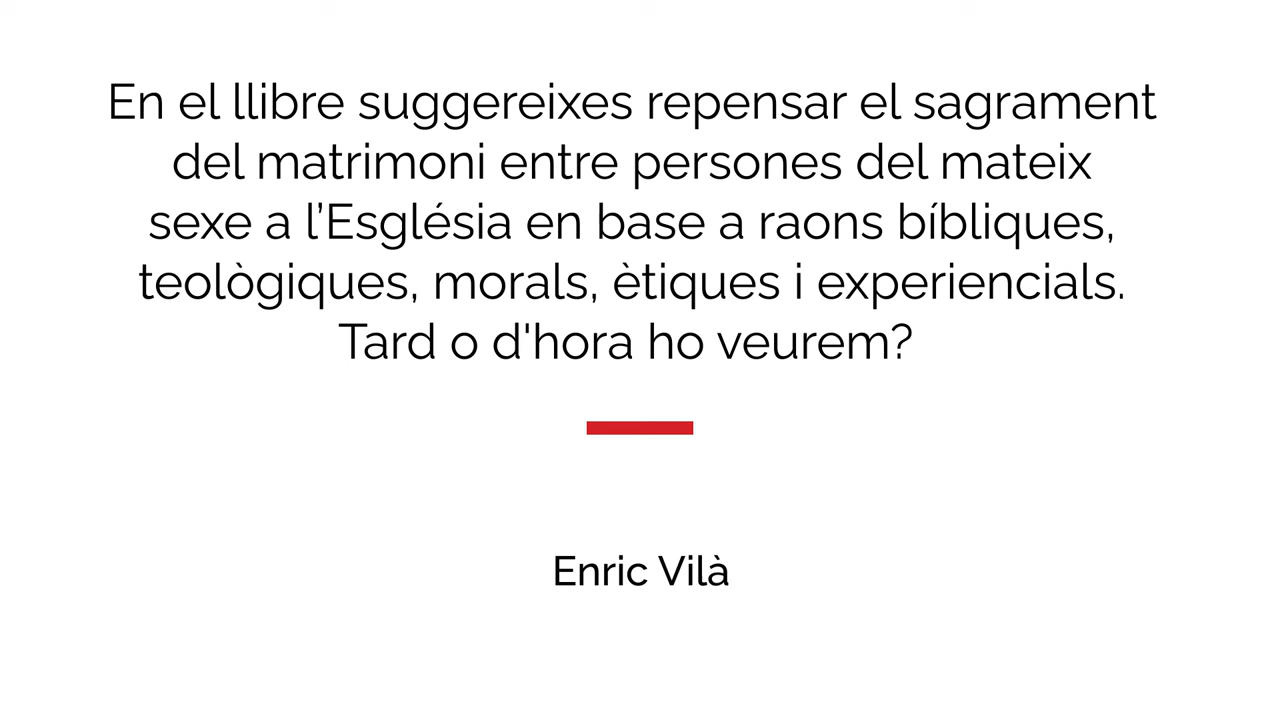 En el llibre suggereixes repensar el sagrament
del matrimoni entre persones del mateix
sexe a l’Església en base a raons bíbliques,
teològiques, morals, ètiques i experiencials.
Tard o d'hora ho veurem?
Enric Vilà